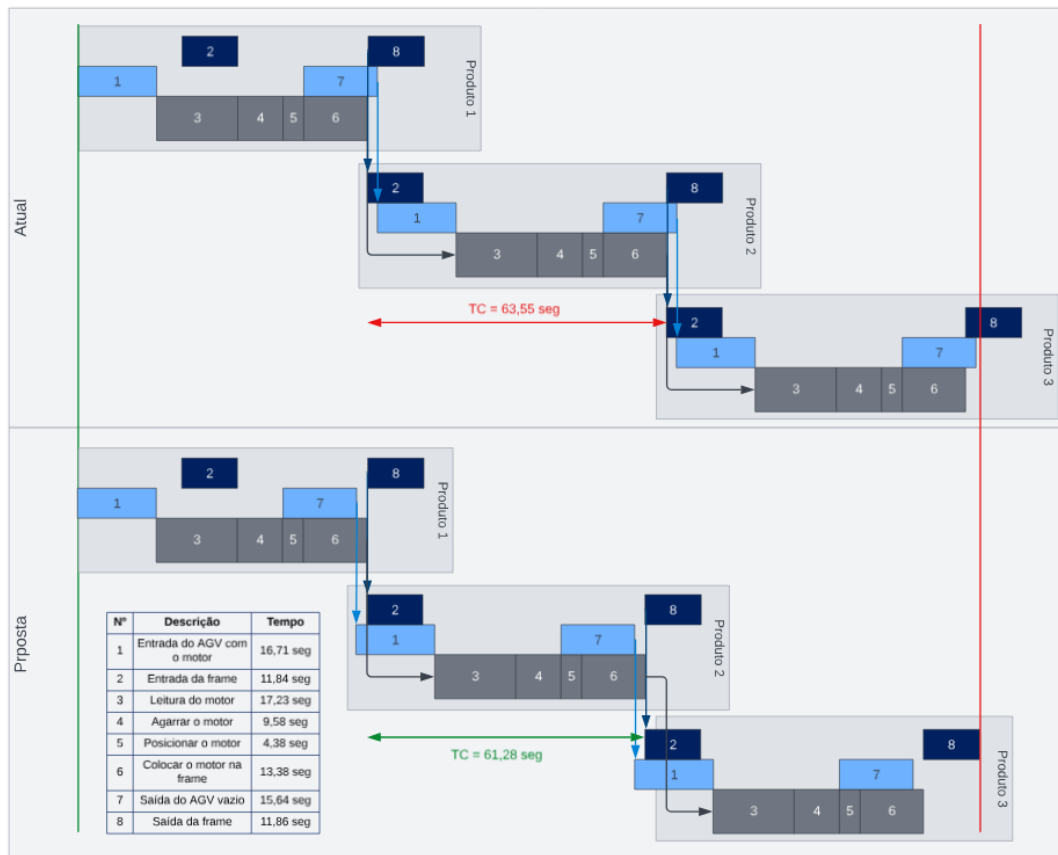 Atual
2
8
1
7
3
4
5
6
Produto 1
2
8
1
7
3
4
5
6
Produto 2
TC = 63,55 seg
2
8
1
7
3
4
5
6
Produto 3
Prposta
2
8
1
7
3
4
5
6
Produto 1
2
8
1
7
3
4
5
6
Produto 2
TC = 61,28 seg
2
8
1
7
3
4
5
6
Produto 3
Nº Descrição Tempo
1 Entrada do AGV com
o motor 16,71 seg
2 Entrada da frame 11,84 seg
3 Leitura do motor 17,23 seg
4 Agarrar o motor 9,58 seg
5 Posicionar o motor 4,38 seg
6 Colocar o motor na
frame 13,38 seg
7 Saída do AGV vazio 15,64 seg
8 Saída da frame 11,86 seg